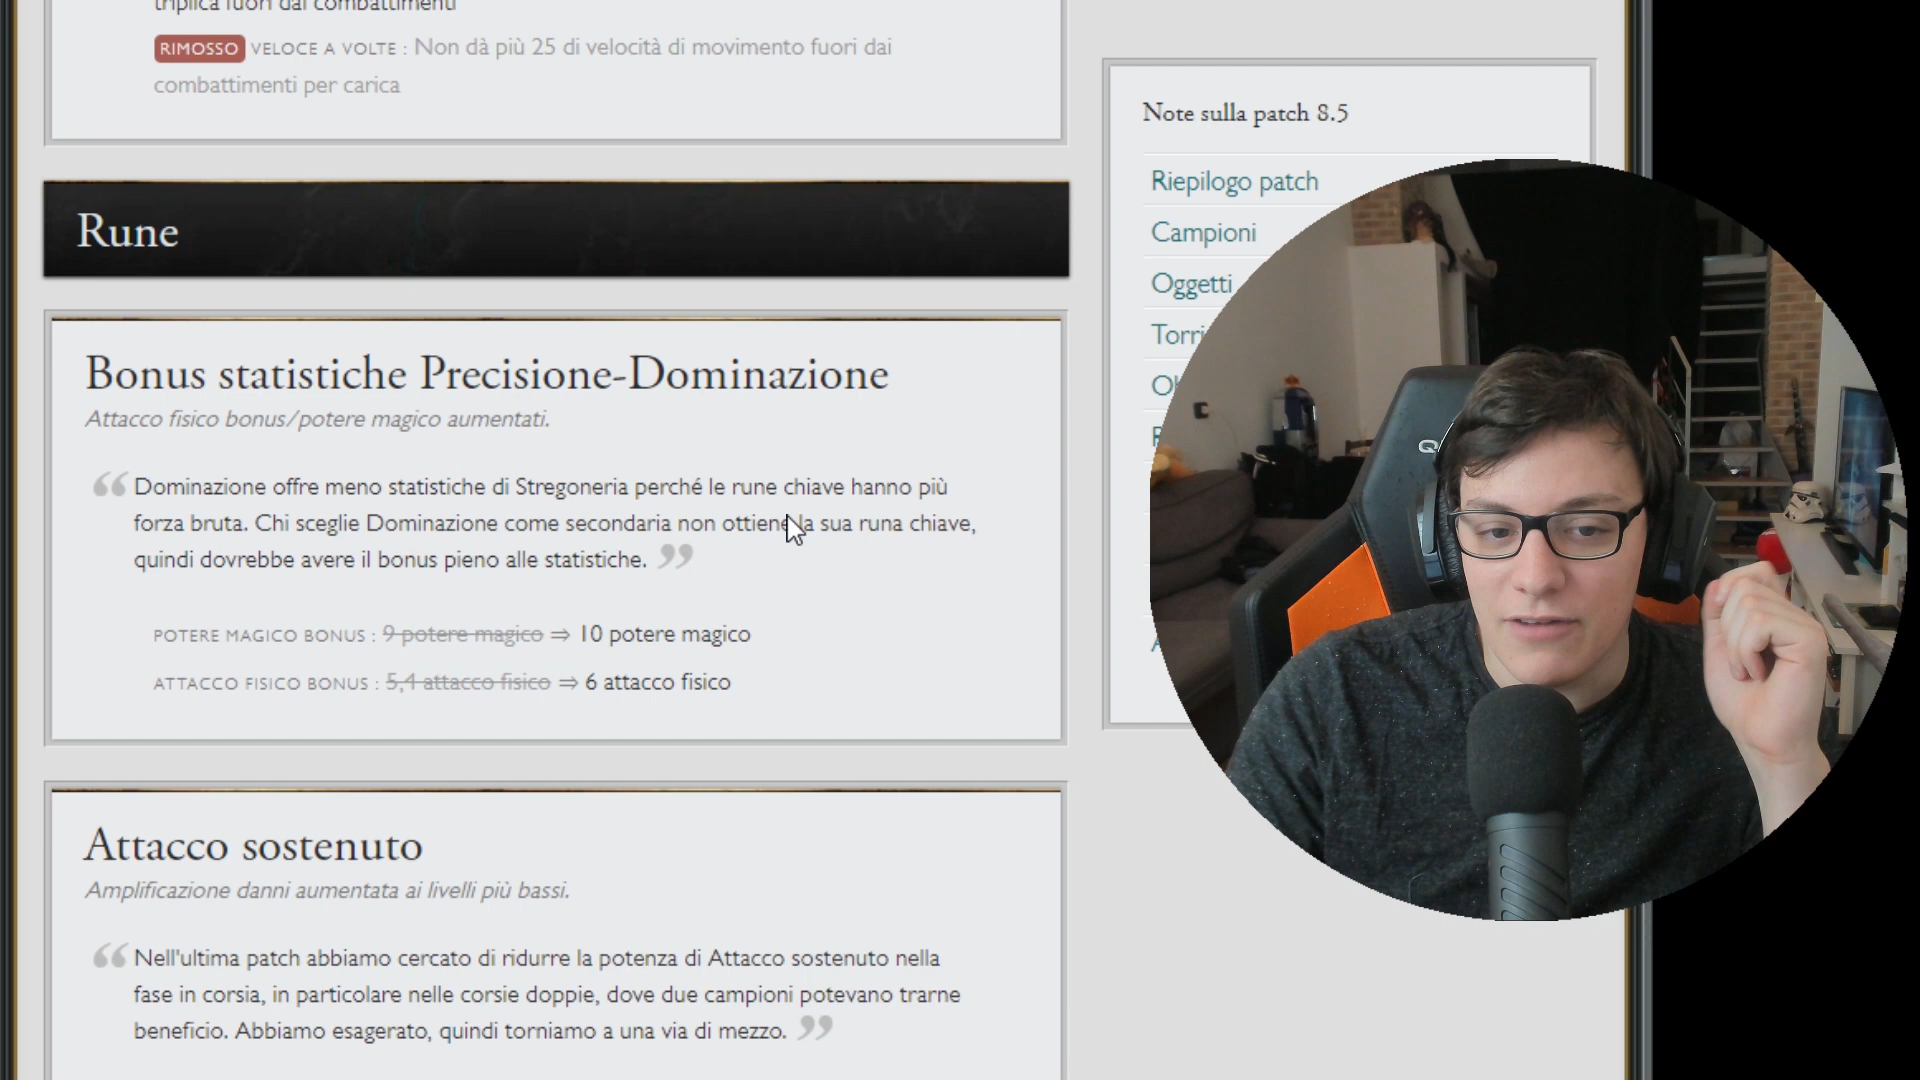 triplica fuori dai combattimenti
RIMOSSO VELOCE A VOLTE : Non dà più 25 di velocità di movimento fuori dai
combattimenti per carica
Rune
Bonus statistiche Precisione-Dominazione
Attacco fisico bonus/potere magico aumentati.
“ Dominazione offre meno statistiche di Stregoneria perché le rune chiave hanno più
forza bruta. Chi sceglie Dominazione come secondaria non ottiene la sua runa chiave,
quindi dovrebbe avere il bonus pieno alle statistiche. ”
POTERE MAGICO BONUS : 9 potere magico ⇒ 10 potere magico
ATTACCO FISICO BONUS : 5,4 attacco fisico ⇒ 6 attacco fisico
Attacco sostenuto
Amplificazione danni aumentata ai livelli più bassi.
“ Nell'ultima patch abbiamo cercato di ridurre la potenza di Attacco sostenuto nella
fase in corsia, in particolare nelle corsie doppie, dove due campioni potevano trarne
beneficio. Abbiamo esagerato, quindi torniamo a una via di mezzo. ”
Note sulla patch 8.5
Riepilogo patch
Campioni
Oggetti